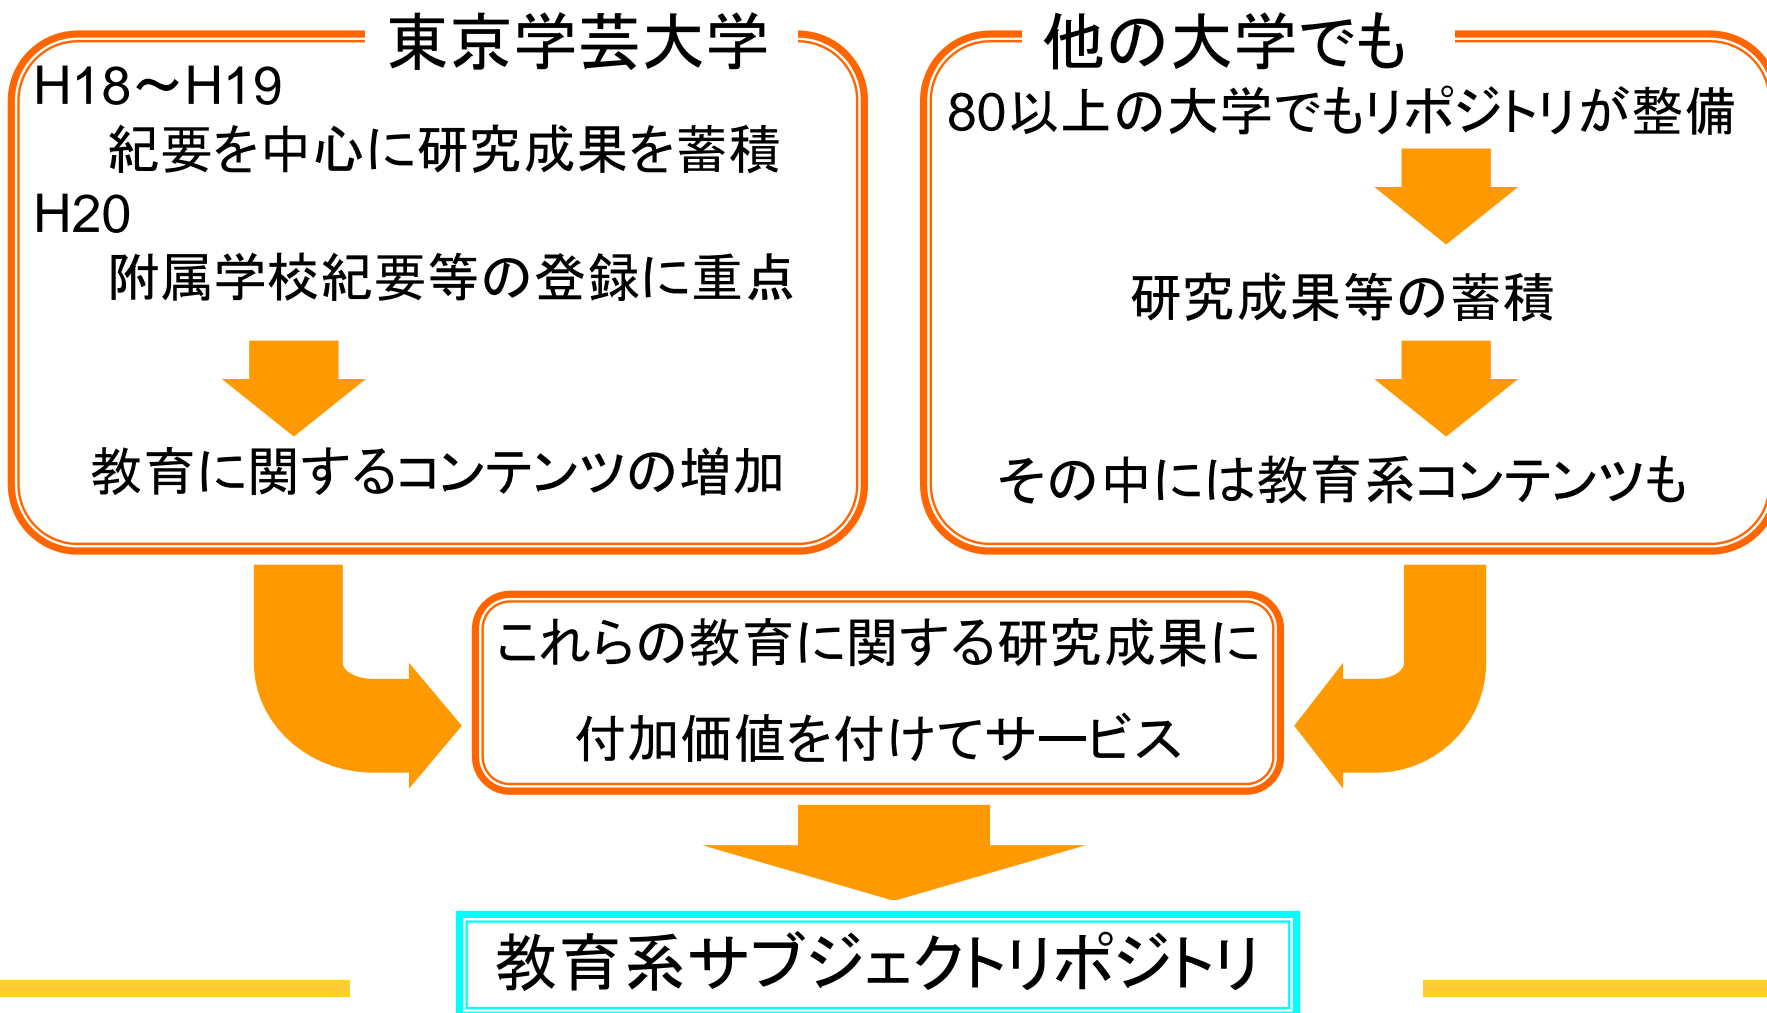 東京学芸大学
H18～H19
紀要を中心に研究成果を蓄積
H20
附属学校紀要等の登録に重点
教育に関するコンテンツの増加
他の大学でも
80以上の大学でもリポジトリが整備
研究成果等の蓄積
その中には教育系コンテンツも
これらの教育に関する研究成果に
付加価値を付けてサービス
教育系サブジェクトリポジトリ